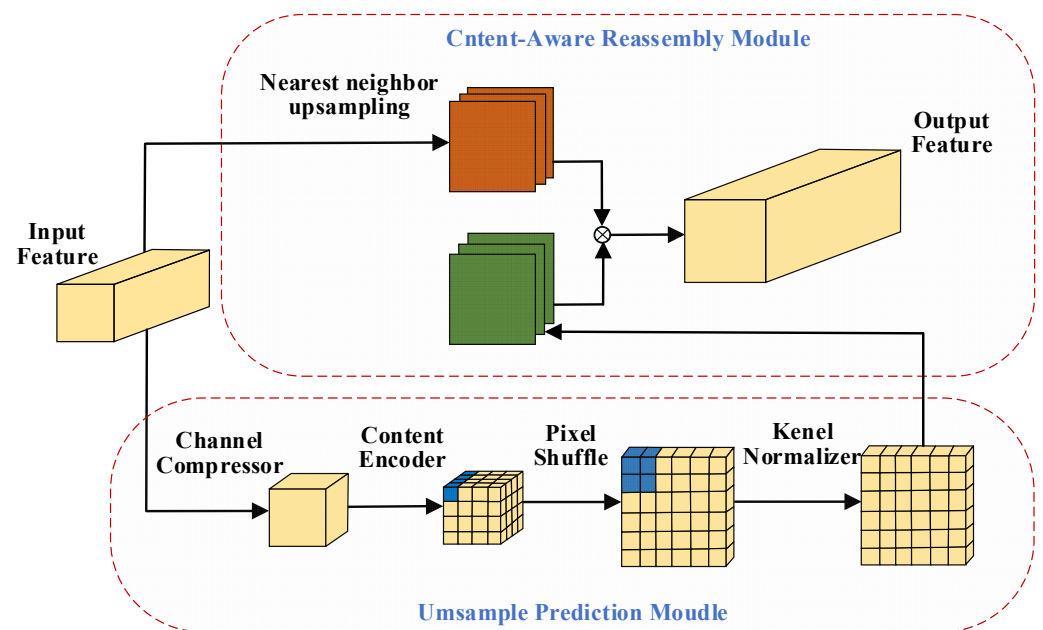 Cntent-Aware Reassembly Module
Nearest neighbor
upsampling
Output
Feature
Input
Feature
Channel
Compressor
Content
Encoder
Pixel
Shuffle
Kenel
Normalizer
Umsample Prediction Moudle